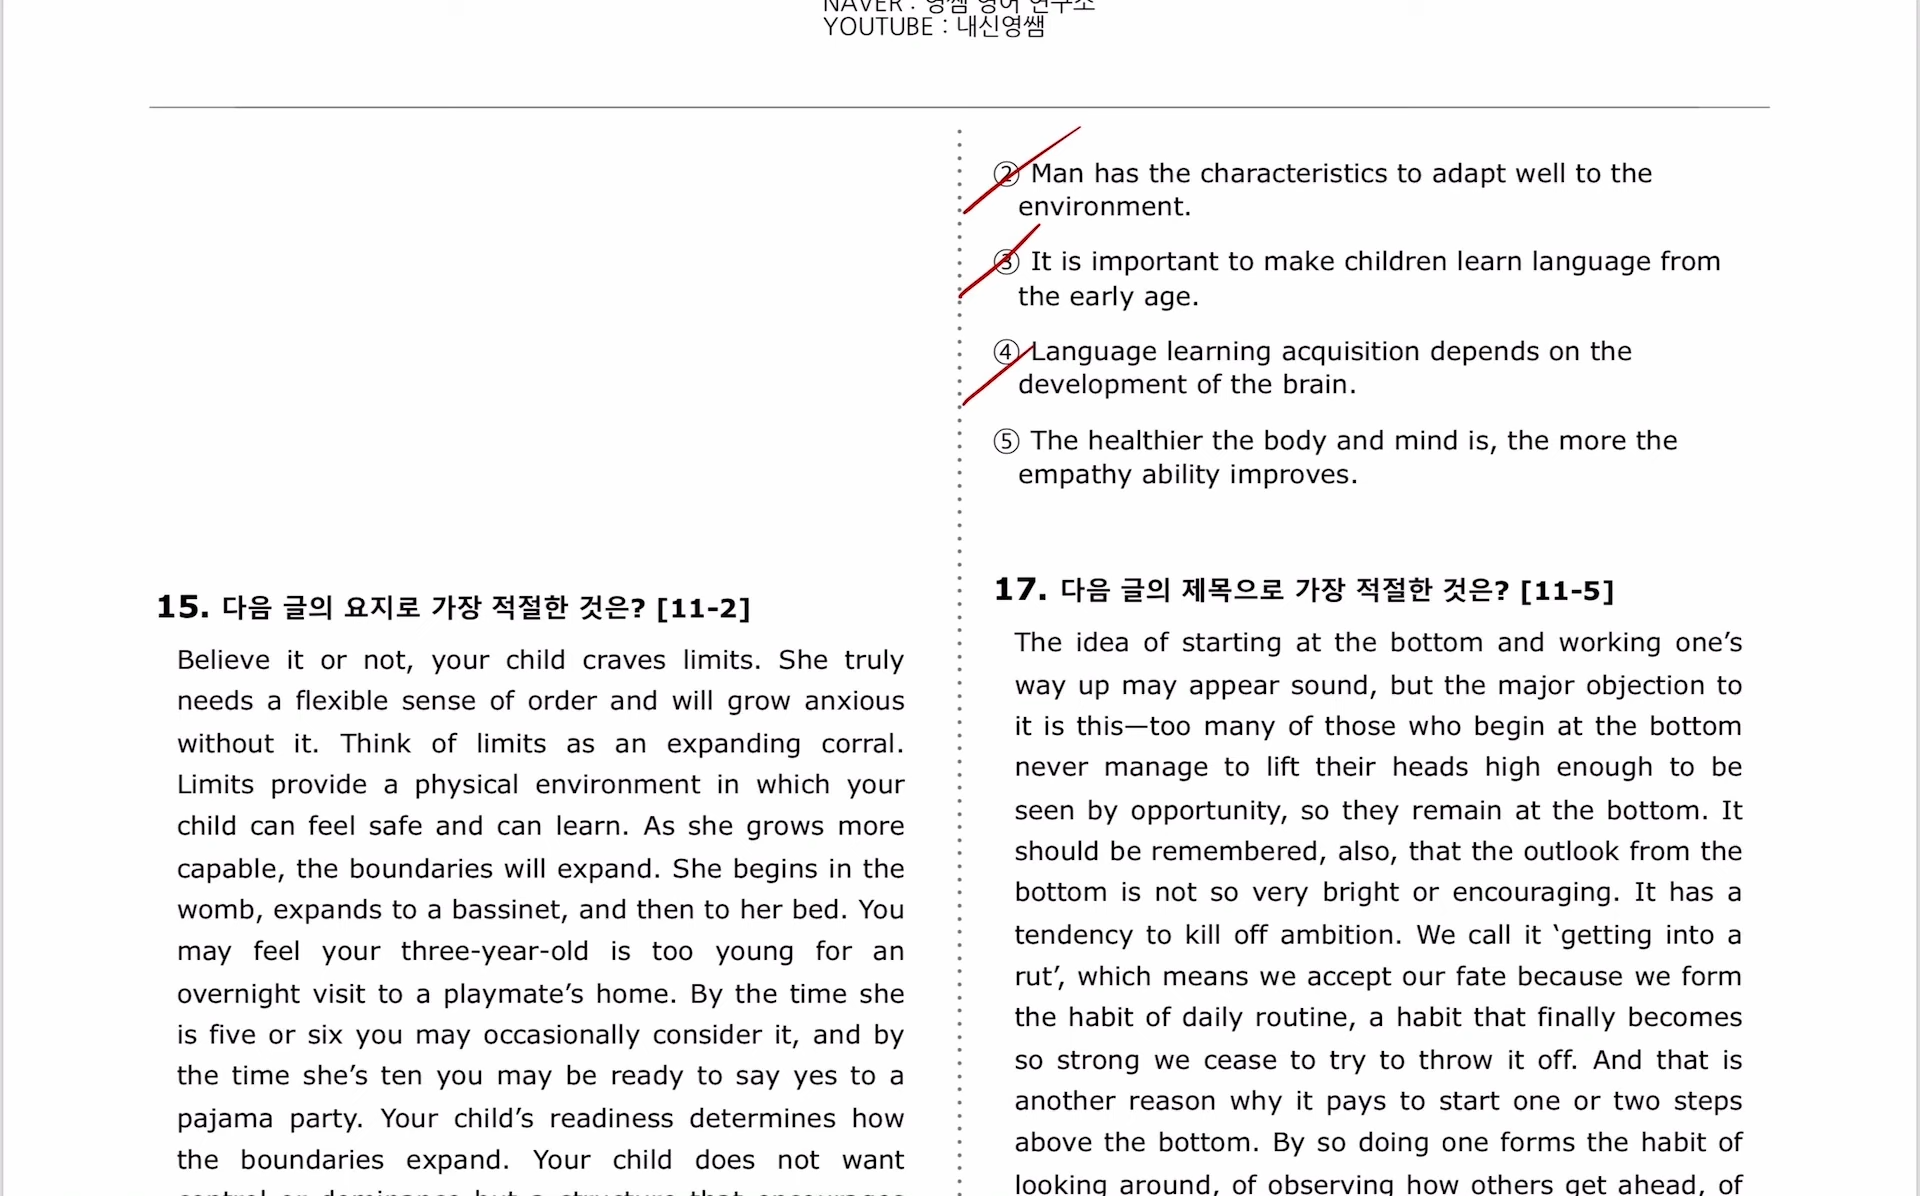 NAVER : 영쌤 영어 연구소
YOUTUBE : 내신영쌤
15. 다음 글의 요지로 가장 적절한 것은? [11-2]
Believe it or not, your child craves limits. She truly
needs a flexible sense of order and will grow anxious
without it. Think of limits as an expanding corral.
Limits provide a physical environment in which your
child can feel safe and can learn. As she grows more
capable, the boundaries will expand. She begins in the
womb, expands to a bassinet, and then to her bed. You
may feel your three-year-old is too young for an
overnight visit to a playmate’s home. By the time she
is five or six you may occasionally consider it, and by
the time she’s ten you may be ready to say yes to a
pajama party. Your child’s readiness determines how
the boundaries expand. Your child does not want
control or dominance but a structure that encourages
② Man has the characteristics to adapt well to the
environment.
③ It is important to make children learn language from
the early age.
④ Language learning acquisition depends on the
development of the brain.
⑤ The healthier the body and mind is, the more the
empathy ability improves.
17. 다음 글의 제목으로 가장 적절한 것은? [11-5]
The idea of starting at the bottom and working one’s
way up may appear sound, but the major objection to
it is this—too many of those who begin at the bottom
never manage to lift their heads high enough to be
seen by opportunity, so they remain at the bottom. It
should be remembered, also, that the outlook from the
bottom is not so very bright or encouraging. It has a
tendency to kill off ambition. We call it ‘getting into a
rut’, which means we accept our fate because we form
the habit of daily routine, a habit that finally becomes
so strong we cease to try to throw it off. And that is
another reason why it pays to start one or two steps
above the bottom. By so doing one forms the habit of
looking around, of observing how others get ahead, of